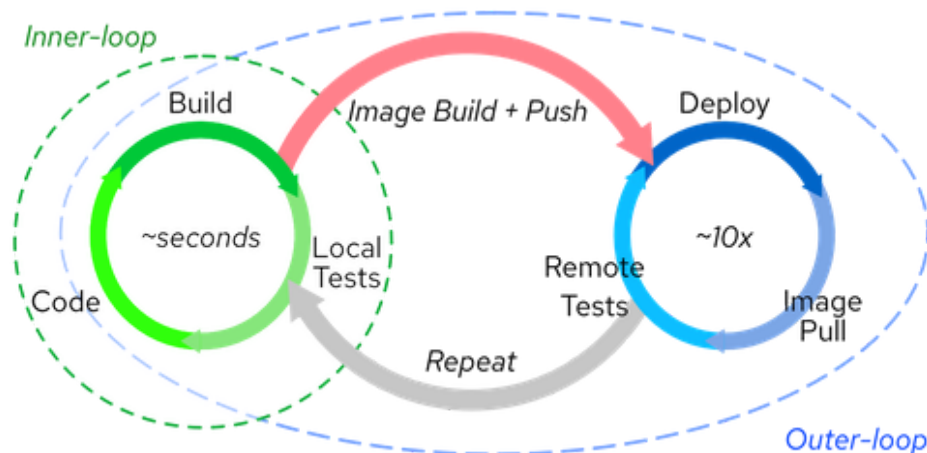 Inner-loop
Build
Image Build + Push
Deploy
~seconds
~10x
Local
Tests
Remote
Tests
Code
Image
Pull
Repeat
Outer-loop